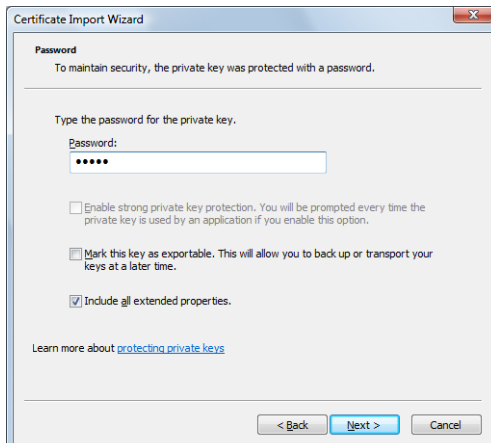 Certificate Import Wizard
Password
To maintain security, the private key was protected with a password.
Type the password for the private key.
Password:
•••••
Enable strong private key protection. You will be prompted every time the
private key is used by an application if you enable this option.
Mark this key as exportable. This will allow you to back up or transport your
keys at a later time.
Include all extended properties.
Learn more about protecting private keys
< Back Next > Cancel